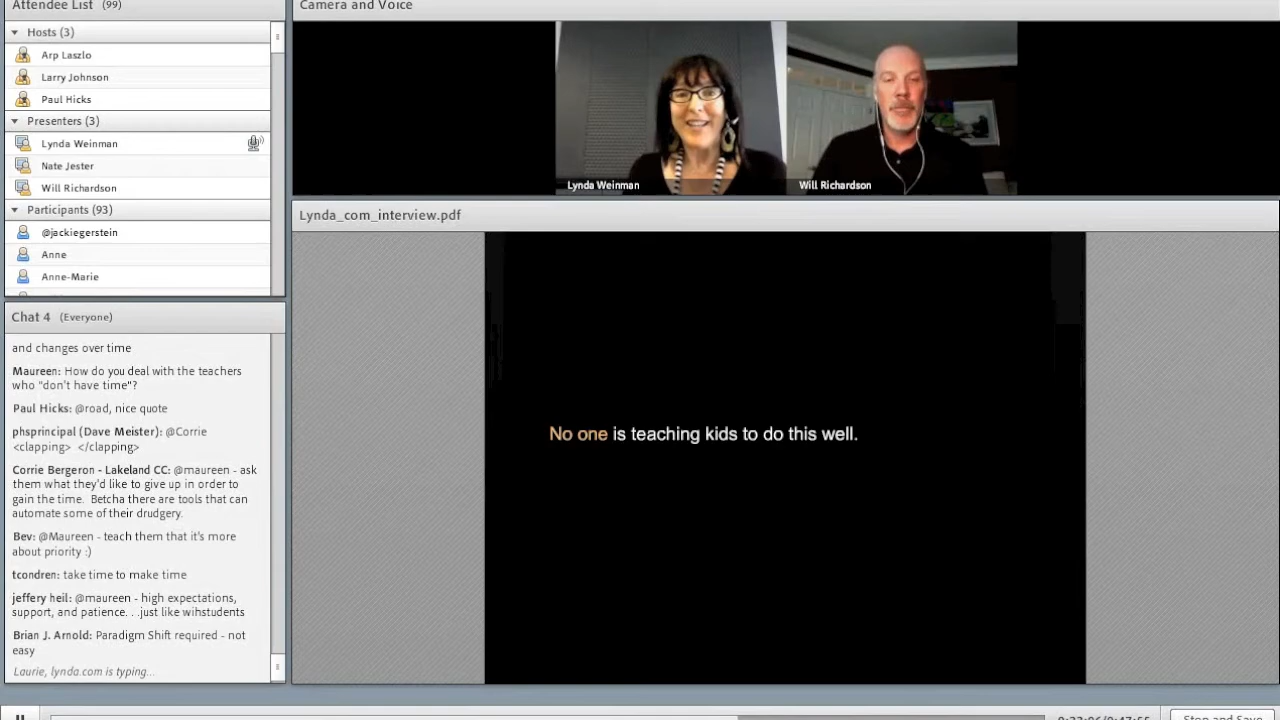 Attendee List (99)
Hosts (3)
Arp Laszlo
Larry Johnson
Paul Hicks
Presenters (3)
Lynda Weinman
Nate Jester
Will Richardson
Participants (93)
@jackiegerstein
Anne
Anne-Marie
Chat 4 (Everyone)
and changes over time
Maureen: How do you deal with the teachers
who "don't have time"?
Paul Hicks: @road, nice quote
phsprincipal (Dave Meister): @Corrie
<clapping> </clapping>
Corrie Bergeron - Lakeland CC: @maureen - ask
them what they'd like to give up in order to
gain the time. Betcha there are tools that can
automate some of their drudgery.
Bev: @Maureen - teach them that it's more
about priority :)
tcondren: take time to make time
jeffery heil: @maureen - high expectations,
support, and patience. . .just like wihstudents
Brian J. Arnold: Paradigm Shift required - not
easy
Laurie, lynda.com is typing...
Camera and Voice
Lynda Weinman
Will Richardson
Lynda_com_interview.pdf
No one is teaching kids to do this well.
Stop and Save